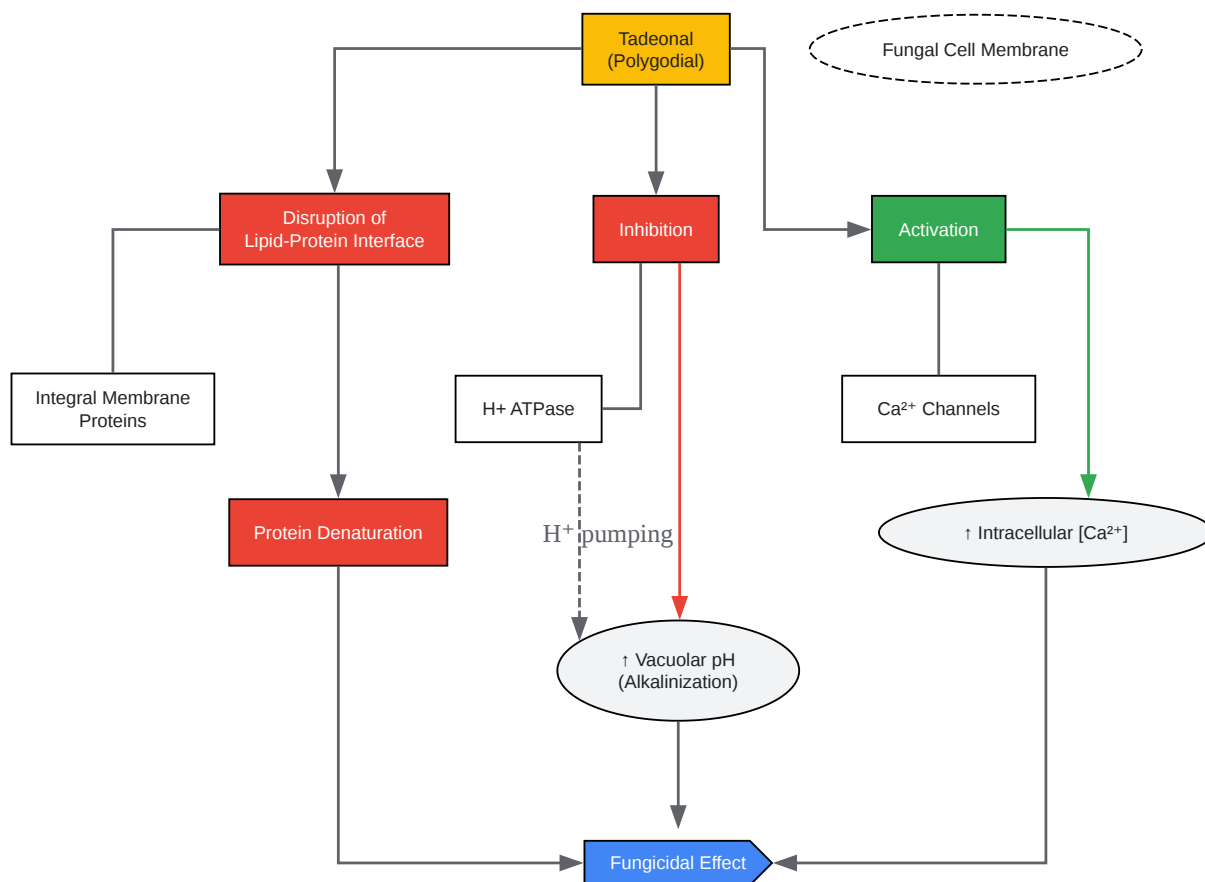 Tadeonal
(Polygodial)
Fungal Cell Membrane
Disruption of
Lipid-Protein Interface
Inhibition
Activation
Integral Membrane
Proteins
H+ ATPase
Ca²⁺ Channels
Protein Denaturation
H⁺ pumping
↑ Intracellular [Ca²⁺]
↑ Vacuolar pH
(Alkalinization)
Fungicidal Effect